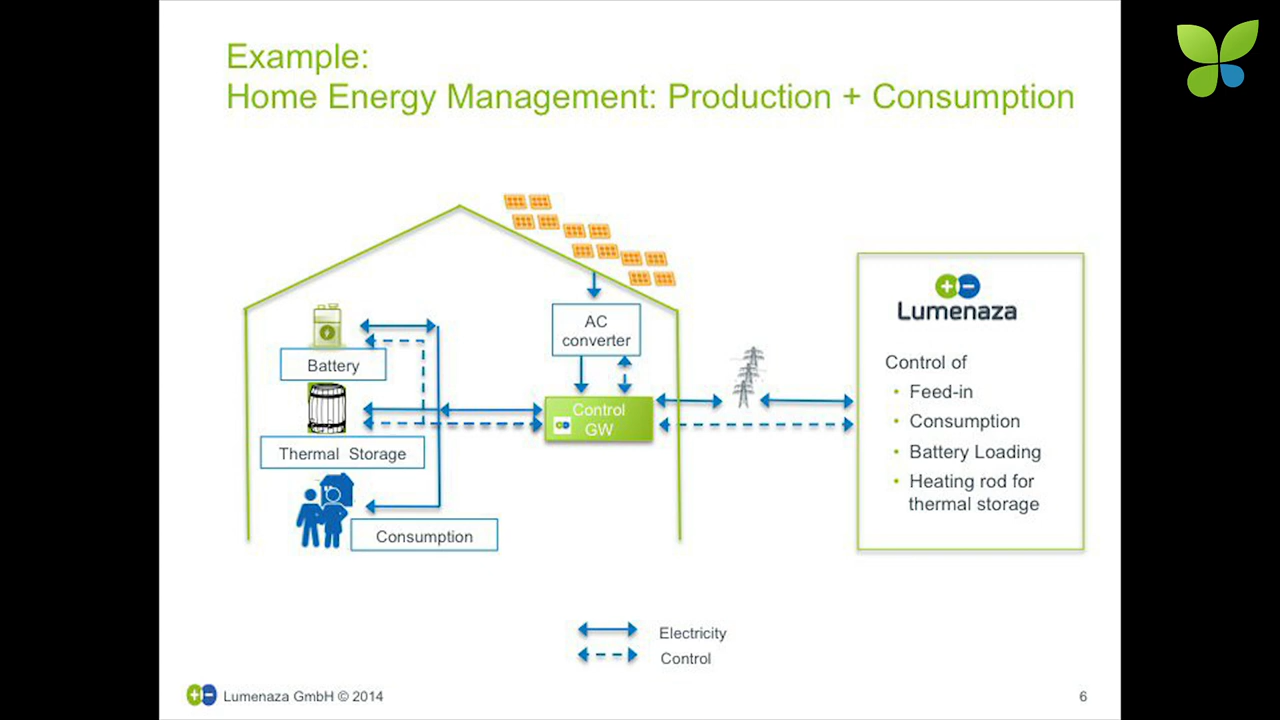 Example:
Home Energy Management: Production + Consumption
AC
converter
Battery
Control
GW
Thermal Storage
Consumption
Lumenaza
Control of
• Feed-in
• Consumption
• Battery Loading
• Heating rod for
thermal storage
Electricity
Control
Lumenaza GmbH © 2014
6